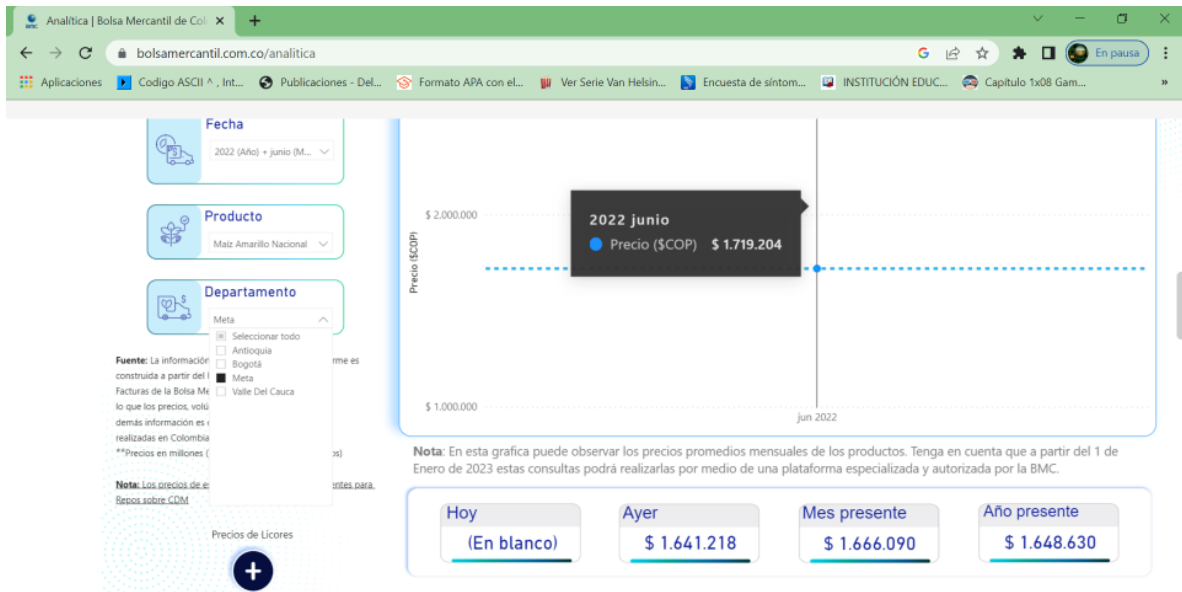 Analítica | Bolsa Mercantil de Col
bolsamercantil.com.co/analitica
En pausa
Aplicaciones
Codigo ASCII ^ , Int...
Publicaciones - Del...
Formato APA con el...
Ver Serie Van Helsin...
Encuesta de síntom...
INSTITUCIÓN EDUC...
Capítulo 1x08 Gam...
»
Fecha
2022 (Año) + junio (M...
Producto
Maíz Amarillo Nacional
Departamento
Meta
Seleccionar todo
Antioquia
Bogotá
Meta
Valle Del Cauca
Fuente: La información rme es
construida a partir del
Facturas de la Bolsa Me
lo que los precios, volú
demás información es
realizadas en Colombia
**Precios en millones ( os)
Nota: Los precios de es entes para
Repos sobre CDM
Precios de Licores
+
Precio ($COP)
$ 2.000.000
2022 junio
Precio ($COP) $ 1.719.204
$ 1.000.000
jun 2022
Nota: En esta grafica puede observar los precios promedios mensuales de los productos. Tenga en cuenta que a partir del 1 de
Enero de 2023 estas consultas podrá realizarlas por medio de una plataforma especializada y autorizada por la BMC.
Hoy
(En blanco)
Ayer
$ 1.641.218
Mes presente
$ 1.666.090
Año presente
$ 1.648.630